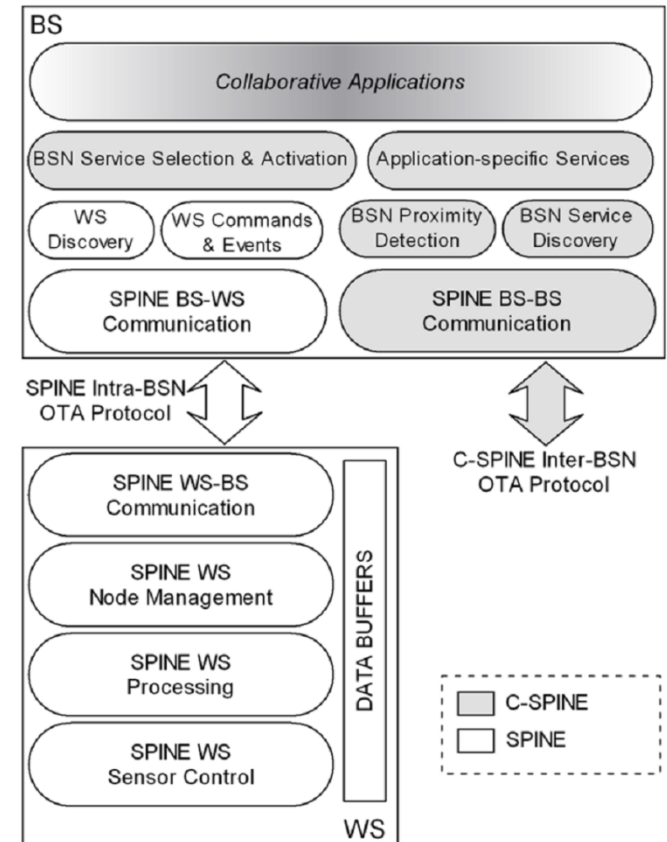 BS
Collaborative Applications
BSN Service Selection & Activation
Application-specific Services
WS
Discovery
WS Commands
& Events
BSN Proximity
Detection
BSN Service
Discovery
SPINE BS-WS
Communication
SPINE BS-BS
Communication
SPINE Intra-BSN
OTA Protocol
C-SPINE Inter-BSN
OTA Protocol
SPINE WS-BS
Communication
SPINE WS
Node Management
SPINE WS
Processing
SPINE WS
Sensor Control
DATA BUFFERS
WS
C-SPINE
SPINE